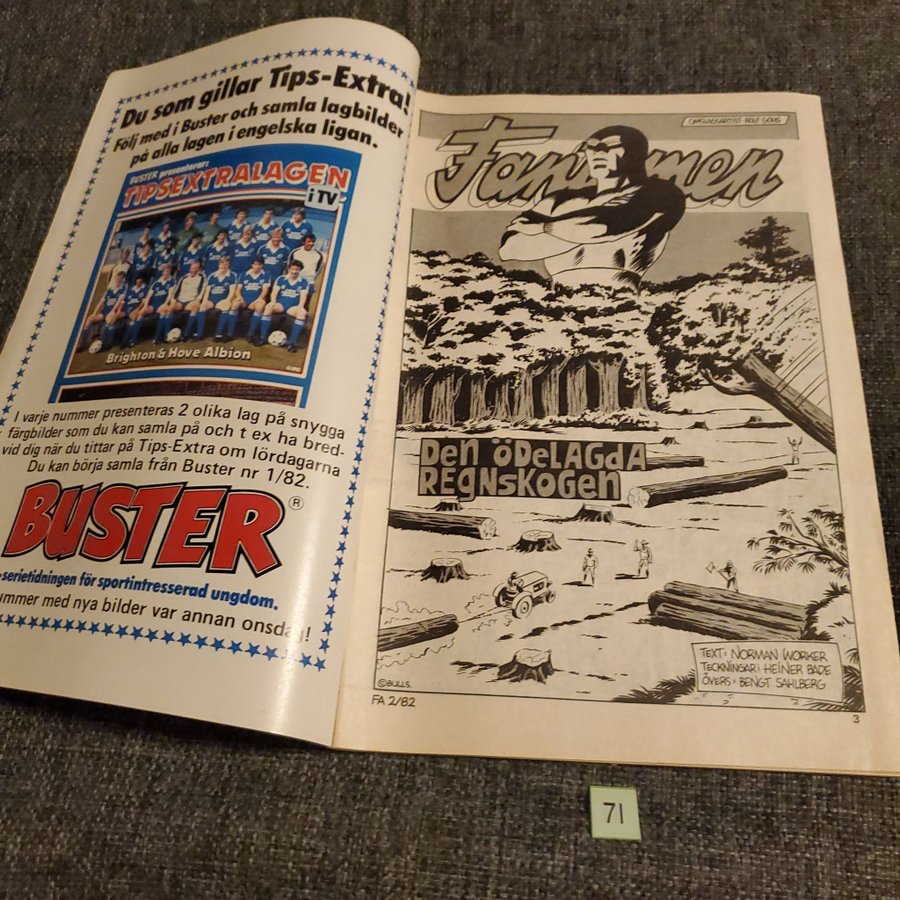 Du som gillar Tips-Extra!
Följ med i Buster och samla lagbilder
på alla lagen i engelska ligan.
BUSTER presenterar:
TIPSEXTRALAGEN
i TV
Brighton & Hove Albion
I varje nummer presenteras 2 olika lag på snygga
färgbilder som du kan samla på och t ex ha bred-
vid dig när du tittar på Tips-Extra om lördagarna
Du kan börja samla från Buster nr 1/82.
BUSTER®
-serietidningen för sportintresserad ungdom.
ummer med nya bilder var annan onsdag!
OMSLAGSARTIST: ROLF GOHS
Fantomen
DEN ÖDELAGDA
REGNSKOGEN
TEXT: NORMAN WORKER
TECKNINGAR: HEINER BADE
ÖVERS: BENGT SAHLBERG
©BULLS.
FA 2/82
3
71